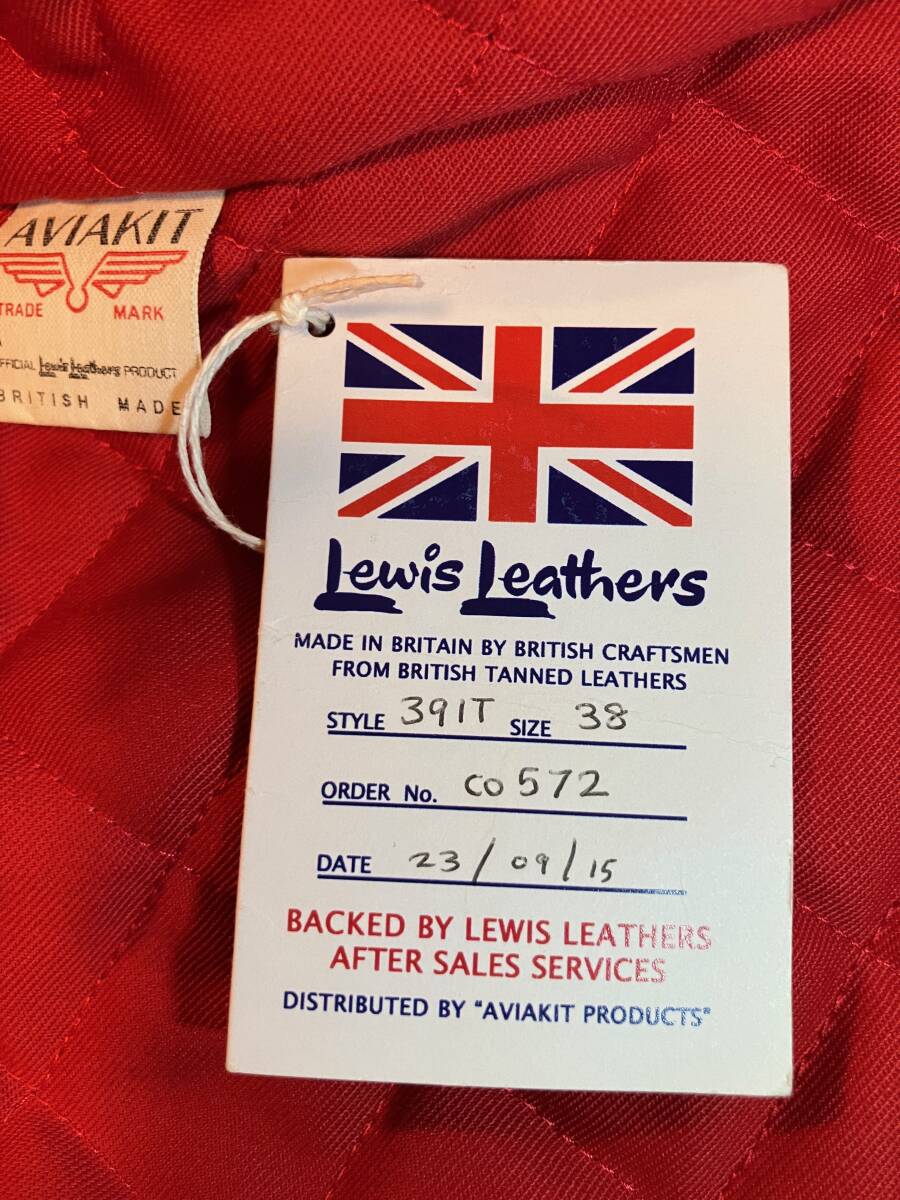 AVIAKIT
TRADE MARK
OFFICIAL Lewis Leathers PRODUCT
BRITISH MADE
Lewis Leathers
MADE IN BRITAIN BY BRITISH CRAFTSMEN
FROM BRITISH TANNED LEATHERS
STYLE 391T SIZE 38
ORDER No. CO572
DATE 23/09/15
BACKED BY LEWIS LEATHERS
AFTER SALES SERVICES
DISTRIBUTED BY "AVIAKIT PRODUCTS"